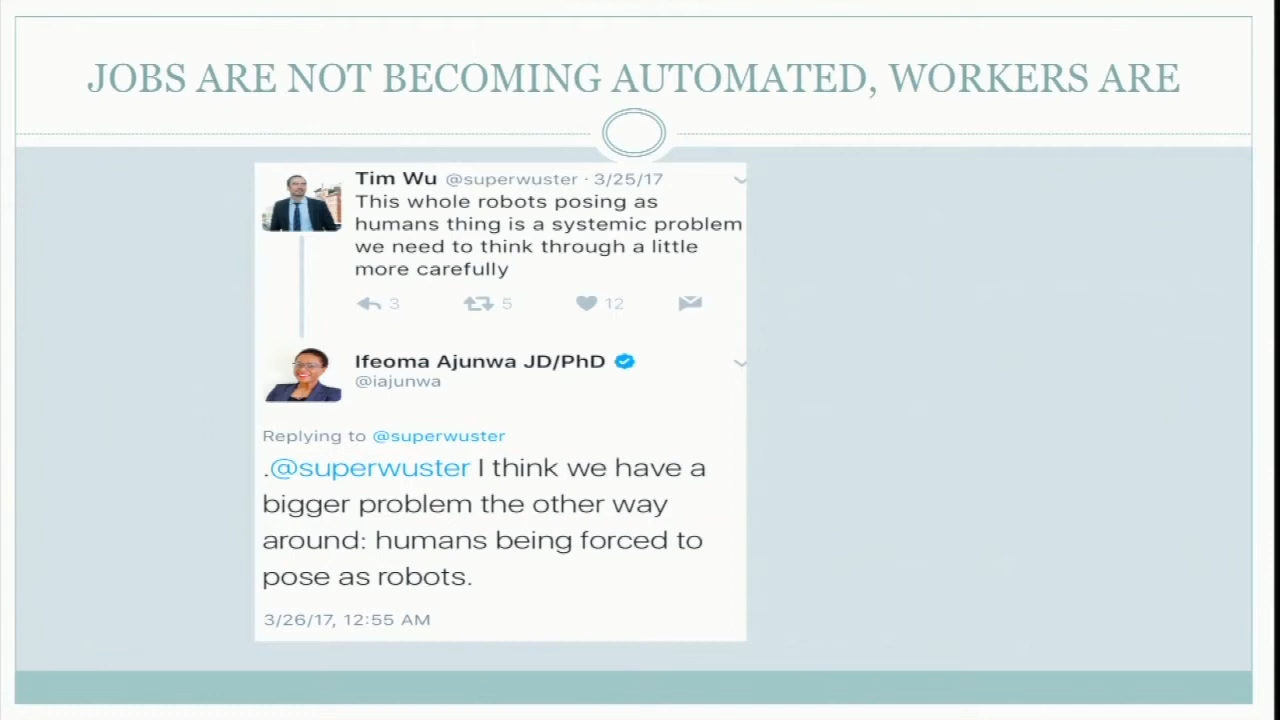 JOBS ARE NOT BECOMING AUTOMATED, WORKERS ARE
Tim Wu @superwuster · 3/25/17
This whole robots posing as
humans thing is a systemic problem
we need to think through a little
more carefully
3 5 12
Ifeoma Ajunwa JD/PhD
@iajunwa
Replying to @superwuster
.@superwuster I think we have a
bigger problem the other way
around: humans being forced to
pose as robots.
3/26/17, 12:55 AM